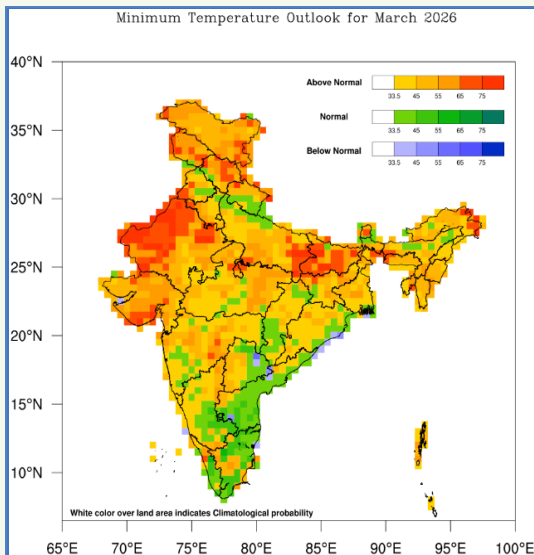 Minimum Temperature Outlook for March 2026
40°N
35°N
30°N
25°N
20°N
15°N
10°N
Above Normal
33.5 45 55 65 75
Normal
33.5 45 55 65 75
Below Normal
33.5 45 55 65 75
White color over land area indicates Climatological probability
65°E 70°E 75°E 80°E 85°E 90°E 95°E 100°E